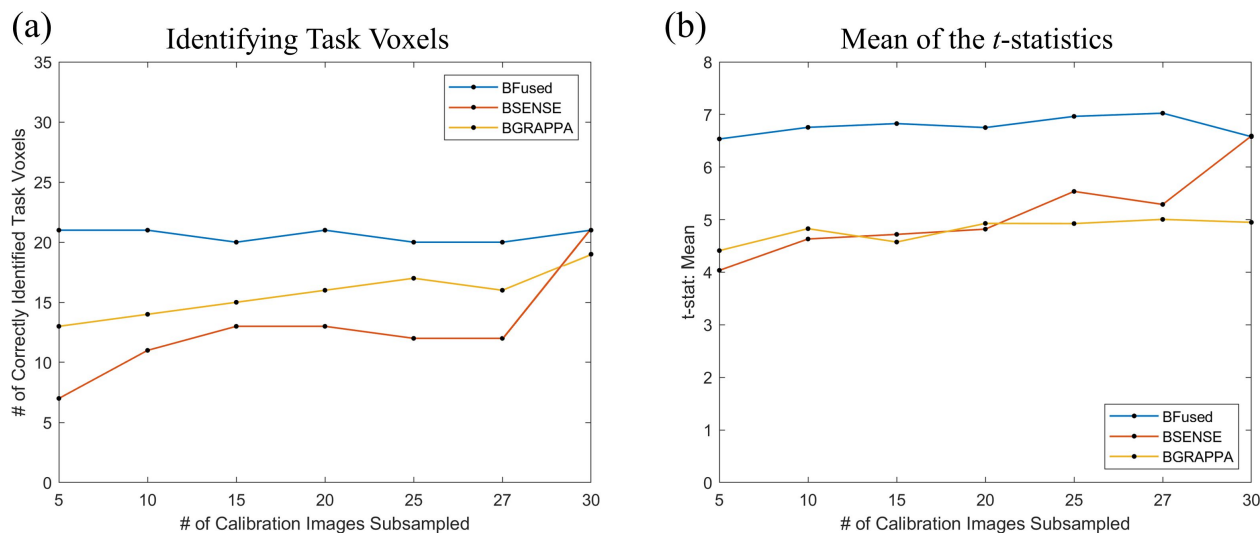 (a)
Identifying Task Voxels
35
30
25
20
15
10
5
0
# of Correctly Identified Task Voxels
BFused
BSENSE
BGRAPPA
5 10 15 20 25 27 30
# of Calibration Images Subsampled
(b)
Mean of the t-statistics
8
7
6
5
4
3
2
1
0
t-stat: Mean
BFused
BSENSE
BGRAPPA
5 10 15 20 25 27 30
# of Calibration Images Subsampled